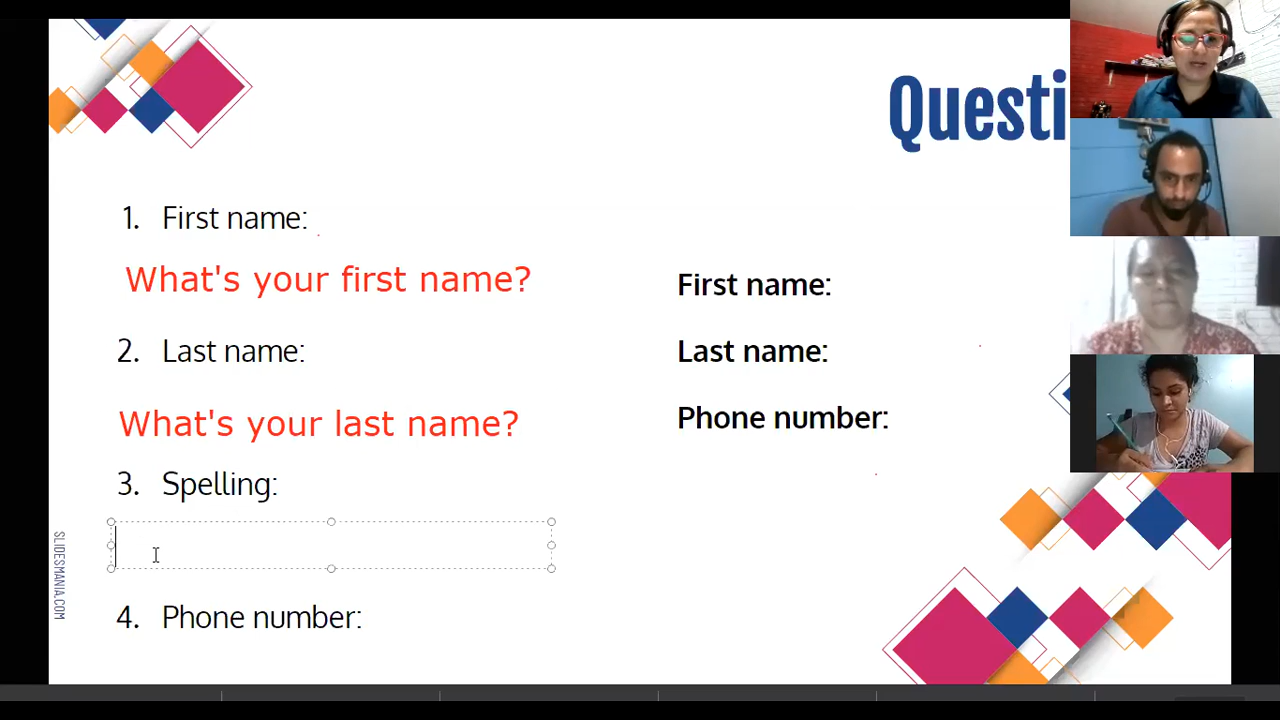 Questi
1. First name:
What's your first name?
2. Last name:
What's your last name?
3. Spelling:
4. Phone number:
First name:
Last name:
Phone number:
SLIDESMANIA.COM